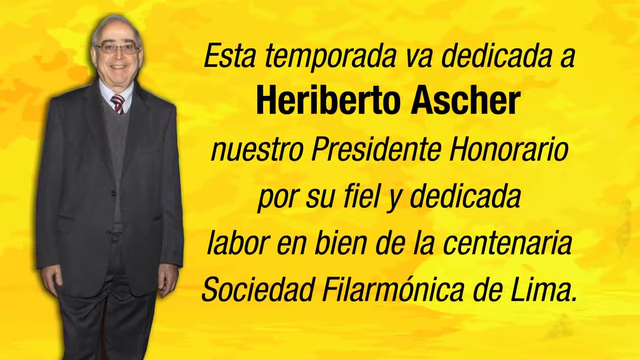 Esta temporada va dedicada a
Heriberto Ascher
nuestro Presidente Honorario
por su fiel y dedicada
labor en bien de la centenaria
Sociedad Filarmónica de Lima.